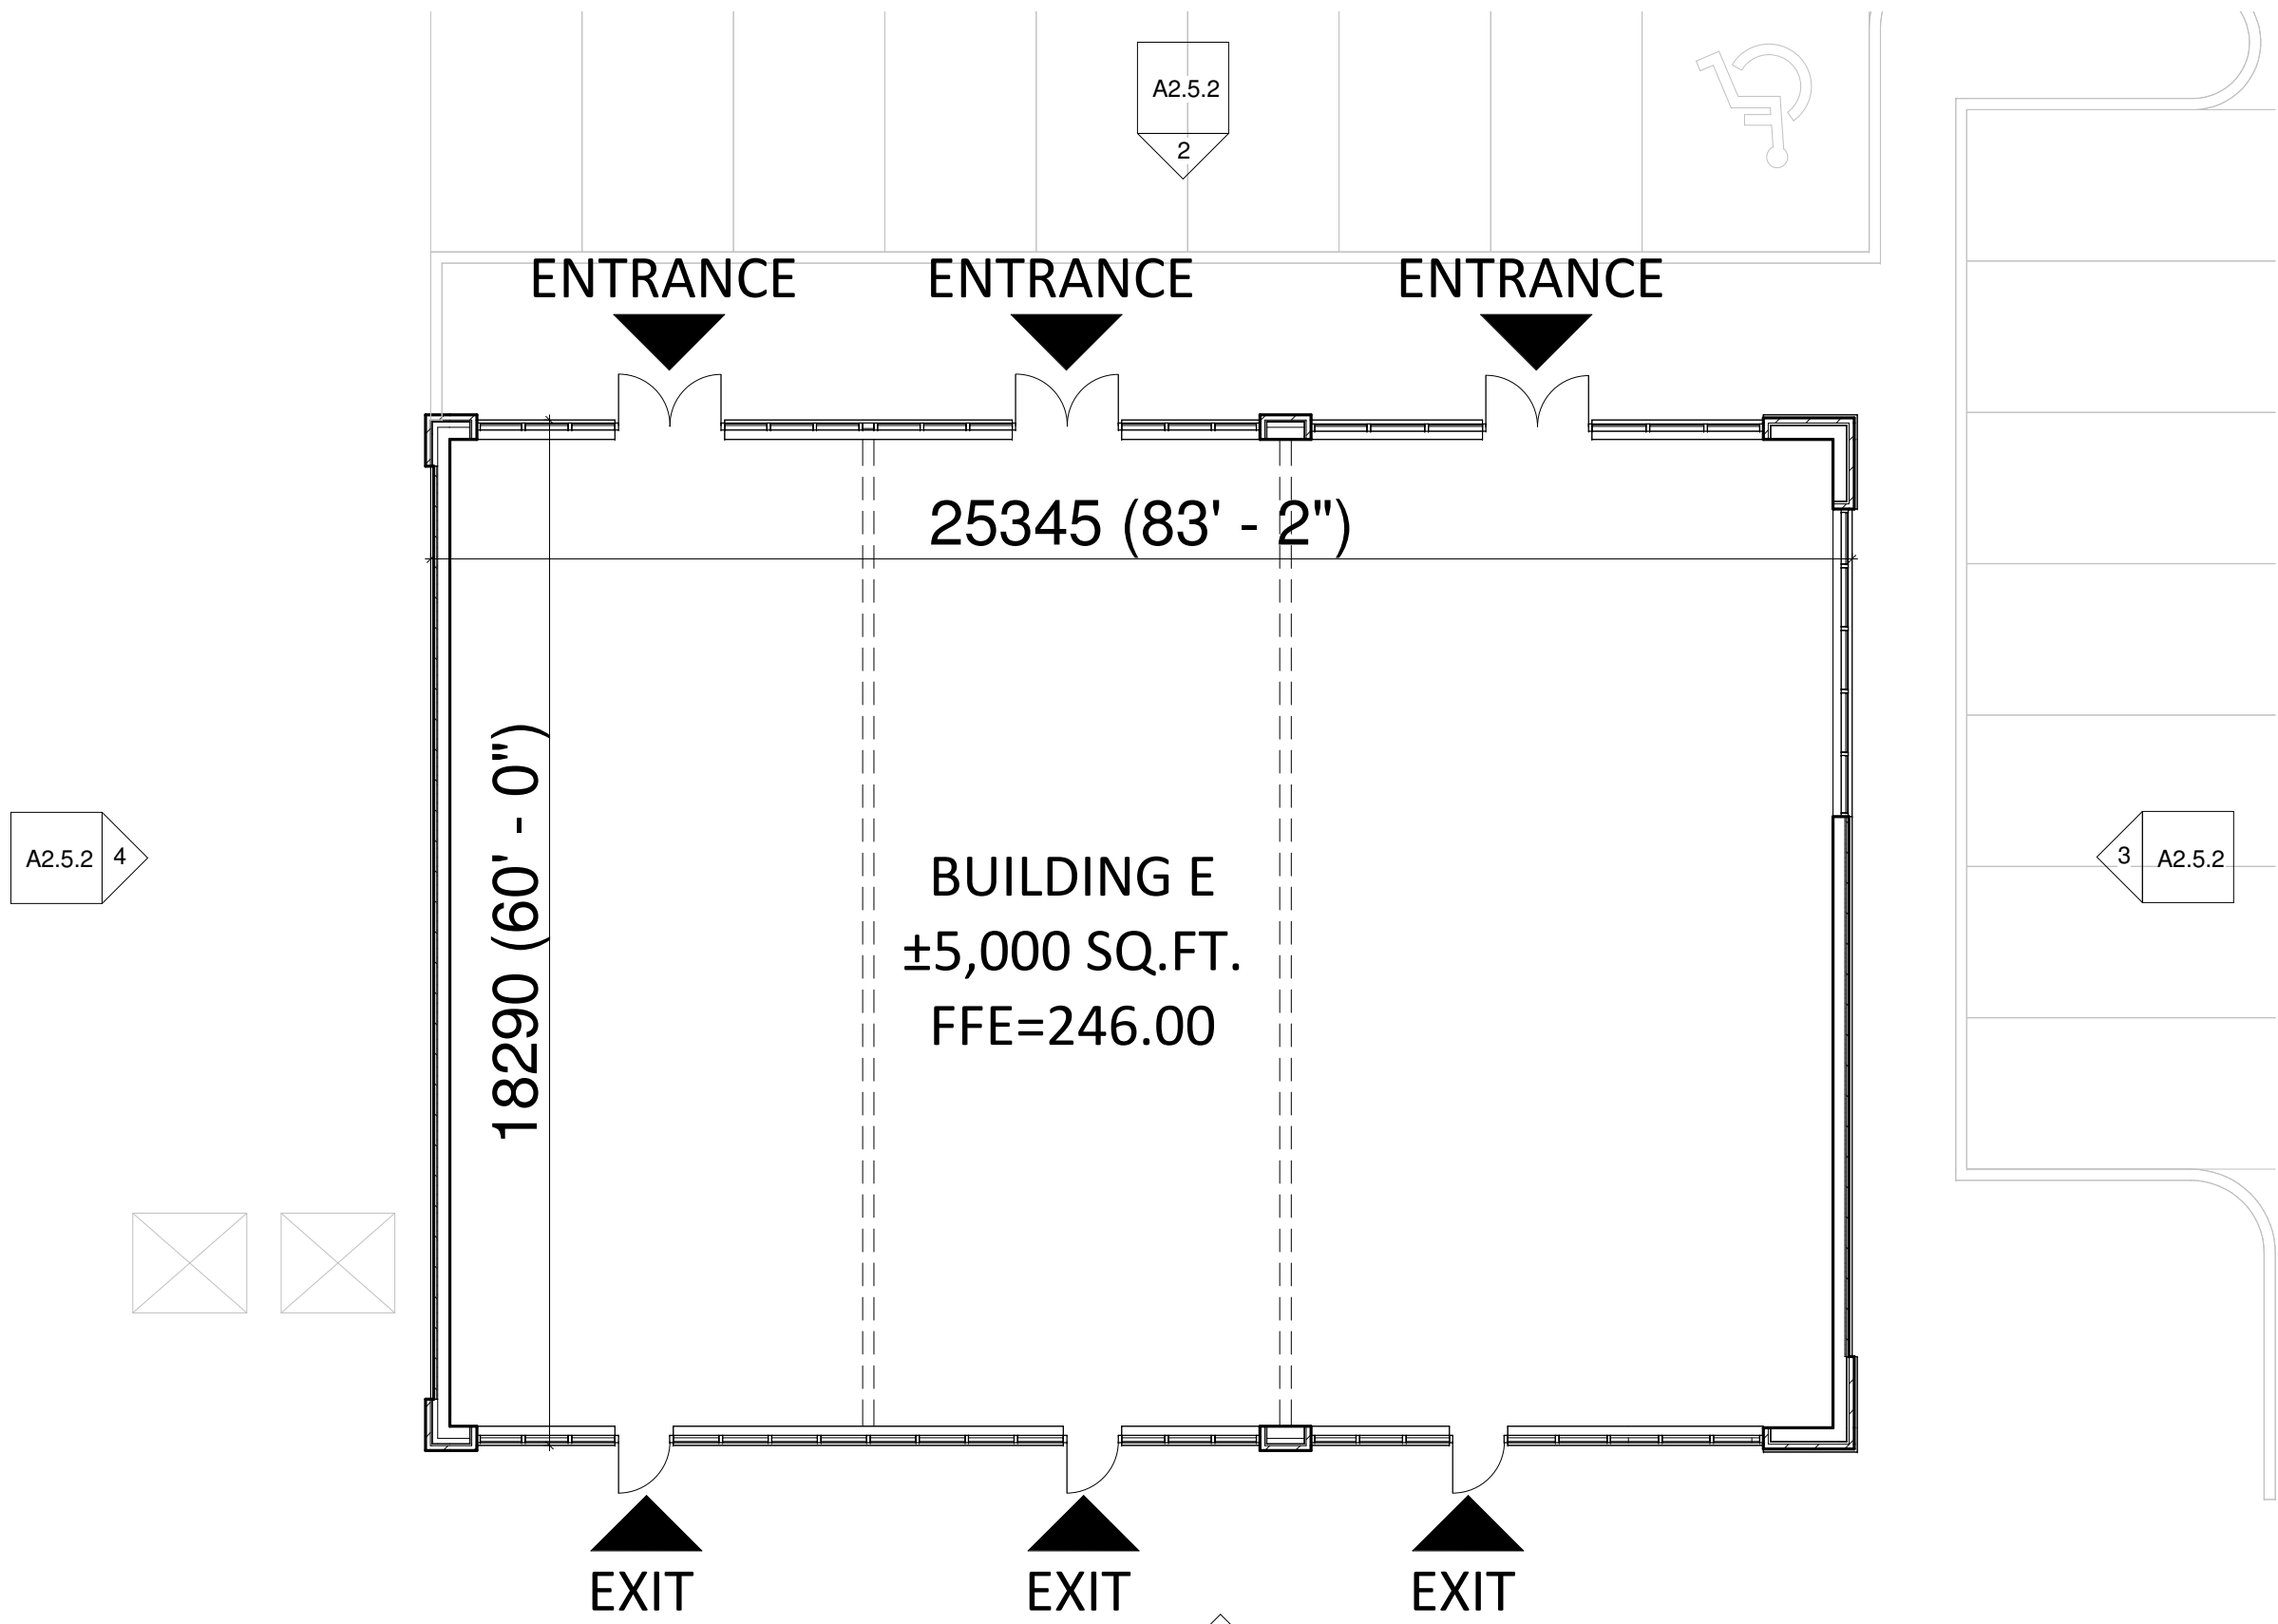 A2.5.2
2
ENTRANCE ENTRANCE ENTRANCE
25345 (83' - 2")
18290 (60' - 0")
A2.5.2 4
3 A2.5.2
BUILDING E
±5,000 SQ.FT.
FFE=246.00
EXIT EXIT EXIT